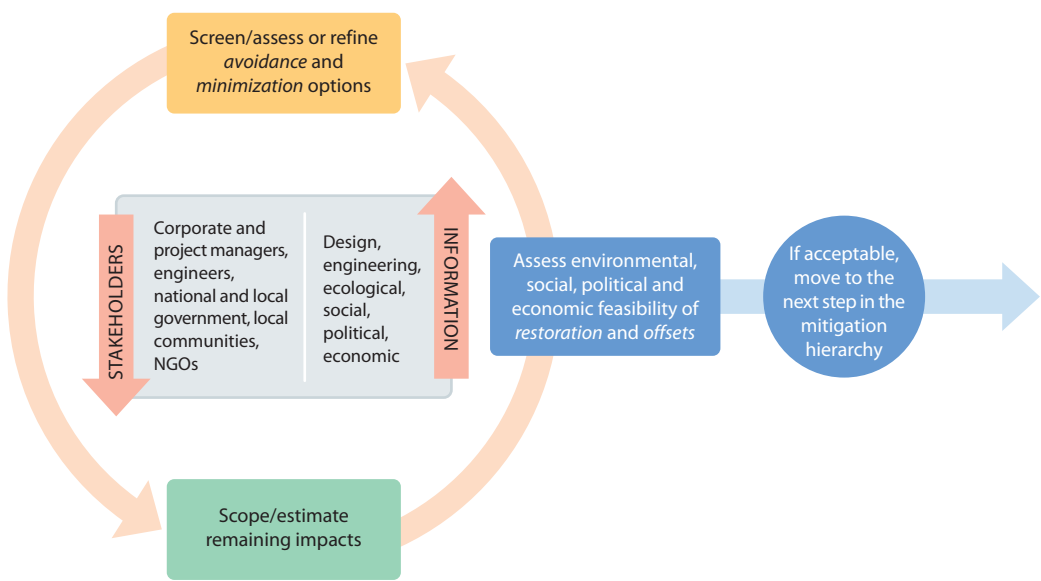 Screen/assess or refine
avoidance and
minimization options
STAKEHOLDERS
Corporate and
project managers,
engineers,
national and local
government, local
communities,
NGOs
Design,
engineering,
ecological,
social,
political,
economic
INFORMATION
Assess environmental,
social, political and
economic feasibility of
restoration and offsets
If acceptable,
move to the
next step in the
mitigation
hierarchy
Scope/estimate
remaining impacts